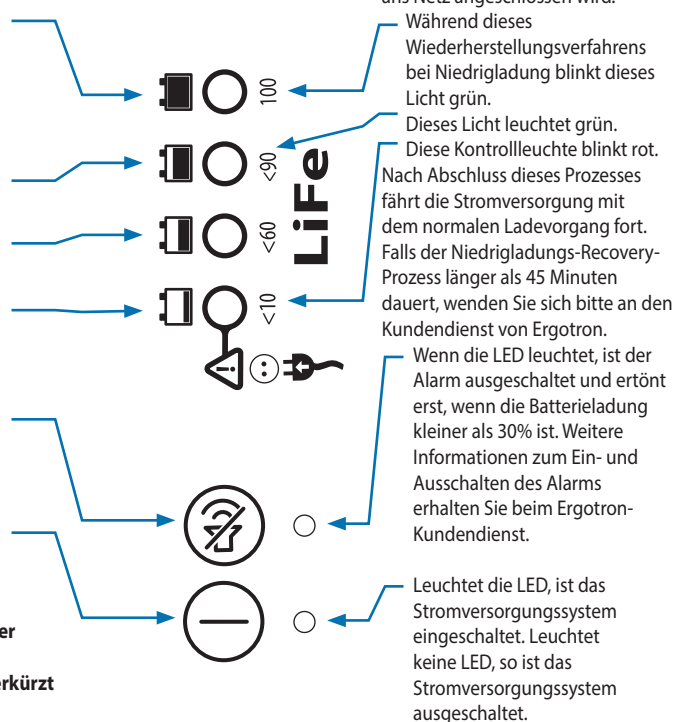 ans Netz angeschlossen wird.
Während dieses
Wiederherstellungsverfahrens
bei Niedrigladung blinkt dieses
Licht grün.
Dieses Licht leuchtet grün.
Diese Kontrollleuchte blinkt rot.
Nach Abschluss dieses Prozesses
fährt die Stromversorgung mit
dem normalen Ladevorgang fort.
Falls der Niedrigladungs-Recovery-
Prozess länger als 45 Minuten
dauert, wenden Sie sich bitte an den
Kundendienst von Ergotron.
100
<90
<60
<10
LiFe
Wenn die LED leuchtet, ist der
Alarm ausgeschaltet und ertönt
erst, wenn die Batterieladung
kleiner als 30% ist. Weitere
Informationen zum Ein- und
Ausschalten des Alarms
erhalten Sie beim Ergotron-
Kundendienst.
Leuchtet die LED, ist das
Stromversorgungssystem
eingeschaltet. Leuchtet
keine LED, so ist das
Stromversorgungssystem
ausgeschaltet.
er
rkürzt